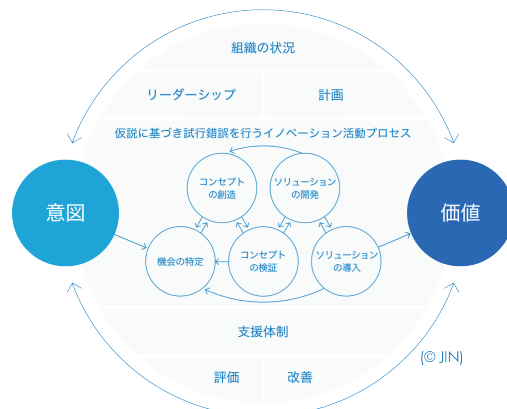 組織の状況
リーダーシップ
計画
仮説に基づき試行錯誤を行うイノベーション活動プロセス
コンセプト
の創造
ソリューション
の開発
意図
価値
機会の特定
コンセプト
の検証
ソリューション
の導入
支援体制
(© JIN)
評価
改善